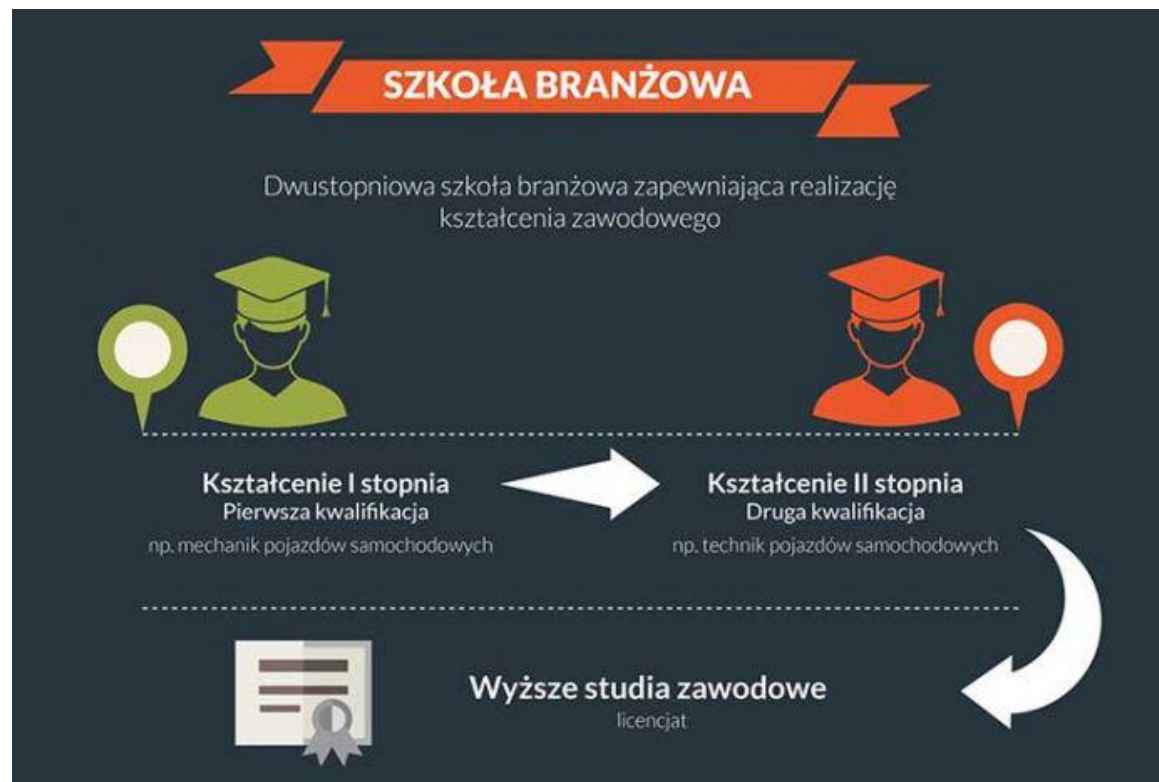 SZKOŁA BRANŻOWA
Dwustopniowa szkoła branżowa zapewniająca realizację
kształcenia zawodowego
Kształcenie I stopnia
Pierwsza kwalifikacja
np. mechanik pojazdów samochodowych
Kształcenie II stopnia
Druga kwalifikacja
np. technik pojazdów samochodowych
Wyższe studia zawodowe
licencjat